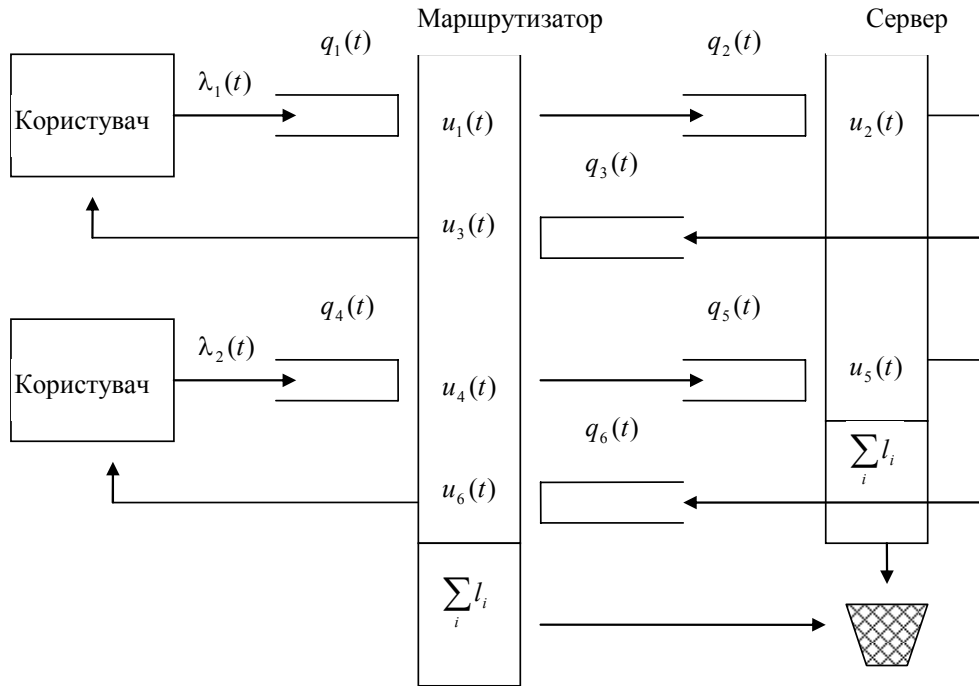 Маршрутизатор Сервер
q₁(t) q₂(t)
λ₁(t)
Користувач u₁(t) u₂(t)
q₃(t)
u₃(t)
q₄(t) q₅(t)
λ₂(t)
Користувач u₄(t) u₅(t)
q₆(t)
∑ᵢ lᵢ
u₆(t)
∑ᵢ lᵢ